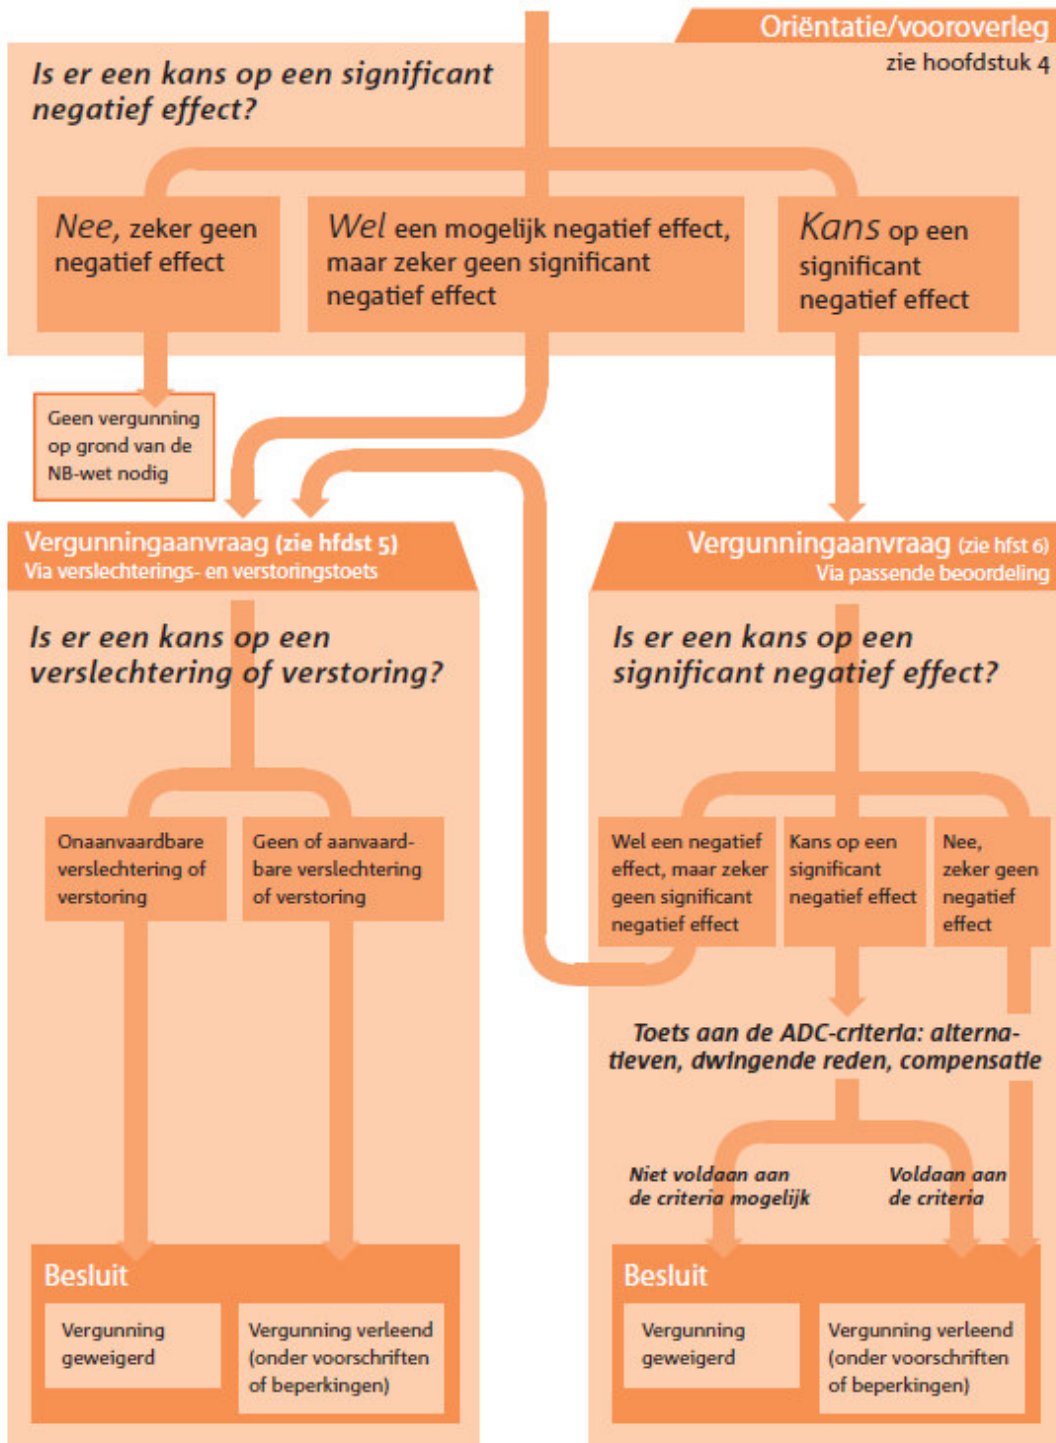 Oriëntatie/vooroverleg
zie hoofdstuk 4
Is er een kans op een significant
negatief effect?
Nee, zeker geen
negatief effect
Wel een mogelijk negatief effect,
maar zeker geen significant
negatief effect
Kans op een
significant
negatief effect
Geen vergunning
op grond van de
NB-wet nodig
Vergunningaanvraag (zie hfdst 5)
Via verslechterings- en verstoringstoets
Is er een kans op een
verslechtering of verstoring?
Onaanvaardbare
verslechtering of
verstoring
Geen of aanvaard-
bare verslechtering
of verstoring
Besluit
Vergunning
geweigerd
Vergunning verleend
(onder voorschriften
of beperkingen)
Vergunningaanvraag (zie hfst 6)
Via passende beoordeling
Is er een kans op een
significant negatief effect?
Wel een negatief
effect, maar zeker
geen significant
negatief effect
Kans op een
significant
negatief effect
Nee,
zeker geen
negatief
effect
Toets aan de ADC-criteria: alterna-
tieven, dwingende reden, compensatie
Niet voldaan aan
de criteria mogelijk
Voldaan aan
de criteria
Besluit
Vergunning
geweigerd
Vergunning verleend
(onder voorschriften
of beperkingen)